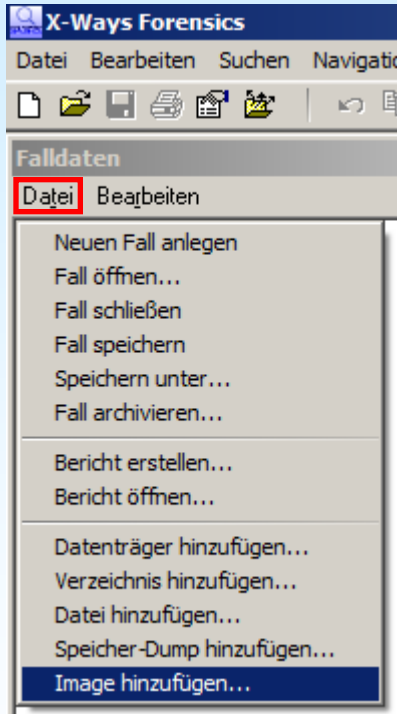 X-Ways Forensics
Datei Bearbeiten Suchen Navigatio
Falldaten
Datei Bearbeiten
Neuen Fall anlegen
Fall öffnen...
Fall schließen
Fall speichern
Speichern unter...
Fall archivieren...
Bericht erstellen...
Bericht öffnen...
Datenträger hinzufügen...
Verzeichnis hinzufügen...
Datei hinzufügen...
Speicher-Dump hinzufügen...
Image hinzufügen...